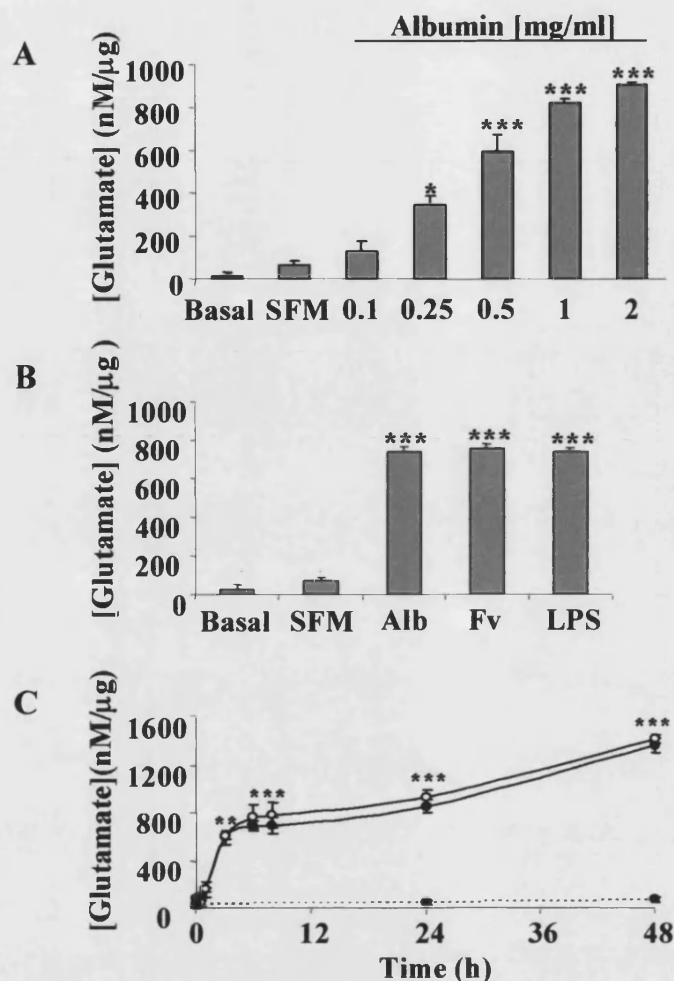 Albumin [mg/ml]
A
[Glutamate] (nM/μg)
1000
800
600
400
200
0
*
***
***
***
Basal SFM 0.1 0.25 0.5 1 2
B
[Glutamate] (nM/μg)
1000
800
600
400
200
0
***
***
***
Basal SFM Alb Fv LPS
C
[Glutamate](nM/μg)
1600
1200
800
400
0
**
***
***
***
0 12 24 36 48
Time (h)